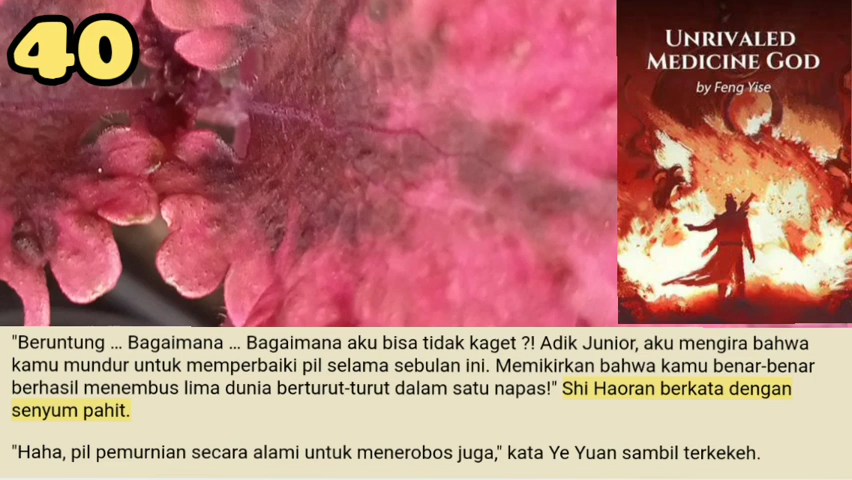 40
UNRIVALED
MEDICINE GOD
by Feng Yise
"Beruntung ... Bagaimana ... Bagaimana aku bisa tidak kaget ?! Adik Junior, aku mengira bahwa
kamu mundur untuk memperbaiki pil selama sebulan ini. Memikirkan bahwa kamu benar-benar
berhasil menembus lima dunia berturut-turut dalam satu napas!" Shi Haoran berkata dengan
senyum pahit.
"Haha, pil pemurnian secara alami untuk menerobos juga," kata Ye Yuan sambil terkekeh.